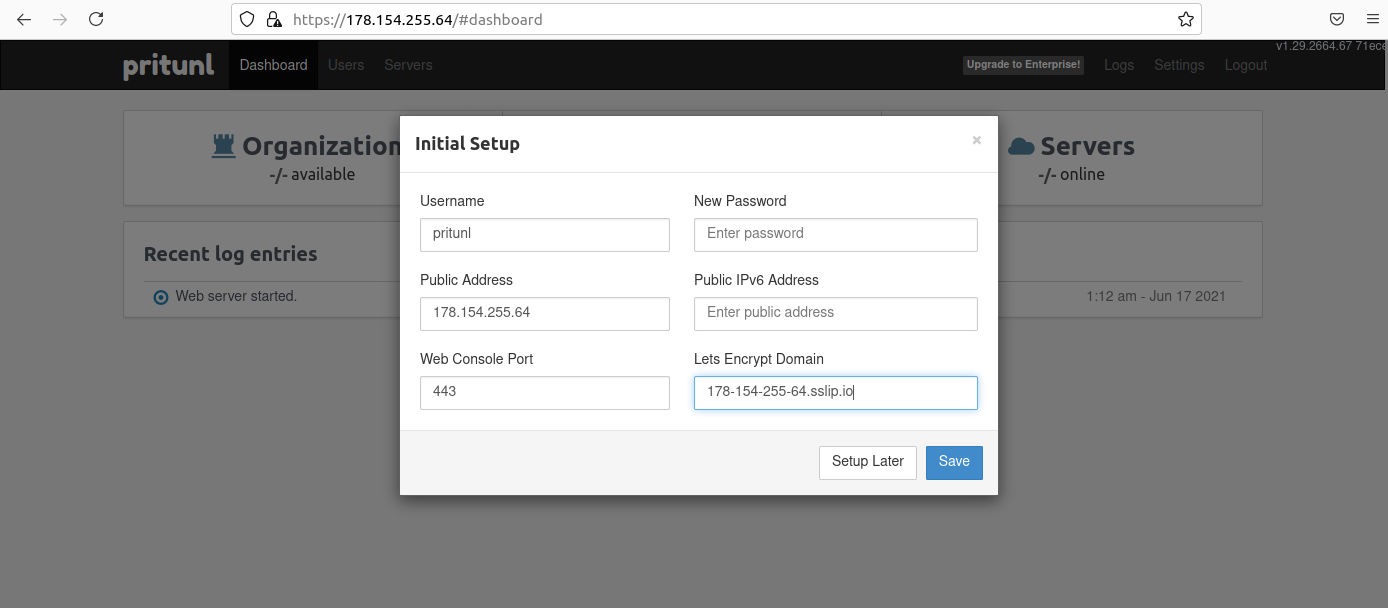 https://178.154.255.64/#dashboard
v1.29.2664.67 71ece
pritunl Dashboard Users Servers Upgrade to Enterprise! Logs Settings Logout
Organization Servers
-/- available -/- online
Initial Setup ×
Username New Password
pritunl Enter password
Public Address Public IPv6 Address
178.154.255.64 Enter public address
Web Console Port Lets Encrypt Domain
443 178-154-255-64.sslip.io
Setup Later Save
Recent log entries
Web server started. 1:12 am - Jun 17 2021